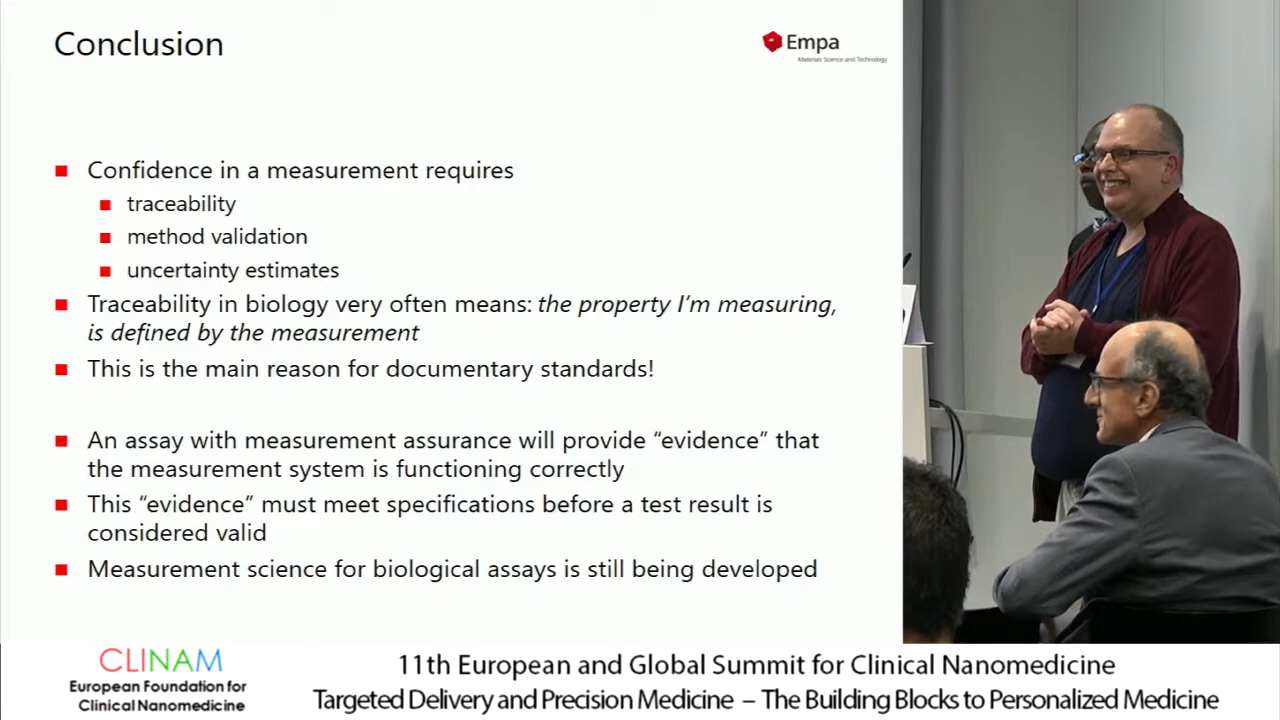 Conclusion
Empa
Materials Science and Technology
Confidence in a measurement requires
traceability
method validation
uncertainty estimates
Traceability in biology very often means: the property I'm measuring,
is defined by the measurement
This is the main reason for documentary standards!
An assay with measurement assurance will provide “evidence” that
the measurement system is functioning correctly
This “evidence” must meet specifications before a test result is
considered valid
Measurement science for biological assays is still being developed
CLINAM
European Foundation for
Clinical Nanomedicine
11th European and Global Summit for Clinical Nanomedicine
Targeted Delivery and Precision Medicine – The Building Blocks to Personalized Medicine